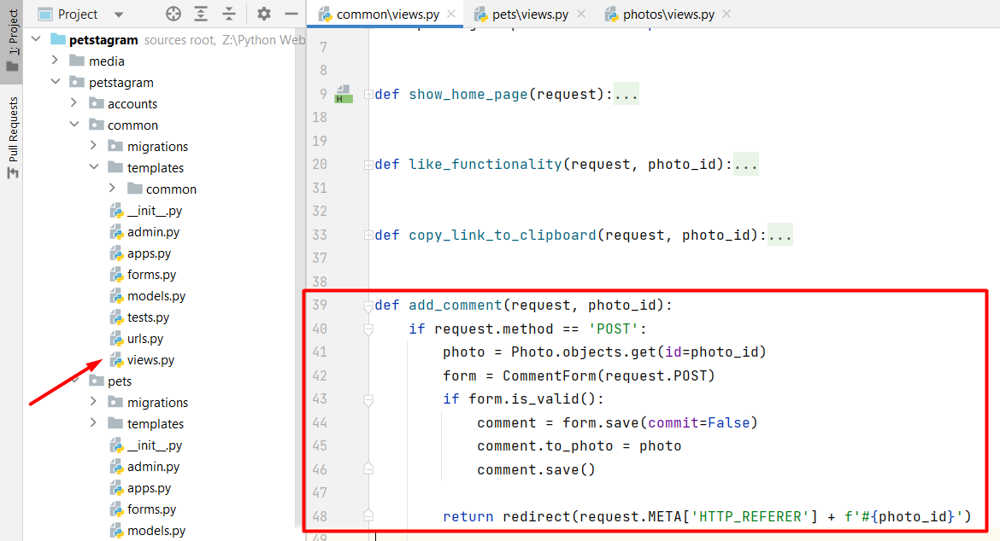 1: Project
Pull Requests
Project
petstagram sources root, Z:\Python Web
media
petstagram
accounts
common
migrations
templates
common
__init__.py
admin.py
apps.py
forms.py
models.py
tests.py
urls.py
views.py
pets
migrations
templates
__init__.py
admin.py
apps.py
forms.py
models.py
common\views.py
pets\views.py
photos\views.py
7
8
9 def show_home_page(request):...
18
19
20 def like_functionality(request, photo_id):...
31
32
33 def copy_link_to_clipboard(request, photo_id):...
37
38
39 def add_comment(request, photo_id):
40 if request.method == 'POST':
41 photo = Photo.objects.get(id=photo_id)
42 form = CommentForm(request.POST)
43 if form.is_valid():
44 comment = form.save(commit=False)
45 comment.to_photo = photo
46 comment.save()
47
48 return redirect(request.META['HTTP_REFERER'] + f'#{photo_id}')
49